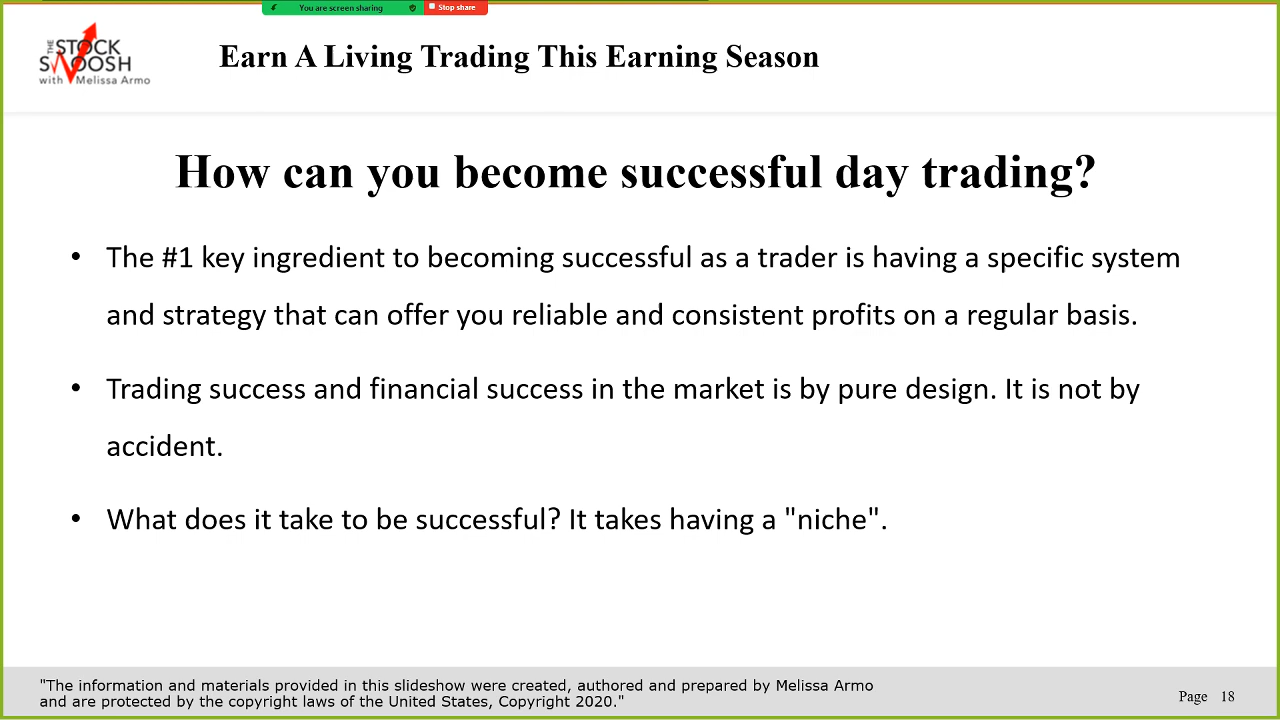 You are screen sharing
Stop share
THE STOCK
SWOOSH
with Melissa Armo
Earn A Living Trading This Earning Season
How can you become successful day trading?
• The #1 key ingredient to becoming successful as a trader is having a specific system
and strategy that can offer you reliable and consistent profits on a regular basis.
• Trading success and financial success in the market is by pure design. It is not by
accident.
• What does it take to be successful? It takes having a "niche".
"The information and materials provided in this slideshow were created, authored and prepared by Melissa Armo
and are protected by the copyright laws of the United States, Copyright 2020."
Page 18